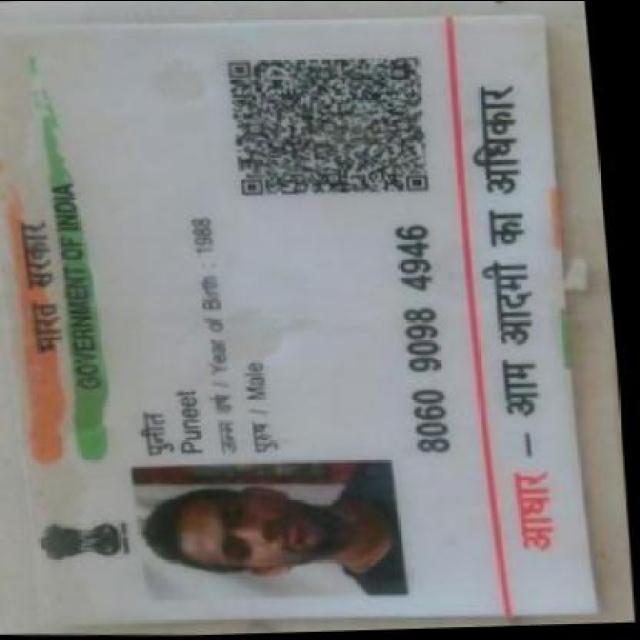 भारत सरकार
GOVERNMENT OF INDIA
पुनीत
Puneet
जन्म वर्ष / Year of Birth : 1988
पुरुष / Male
8060 9098 4946
आधार – आम आदमी का अधिकार